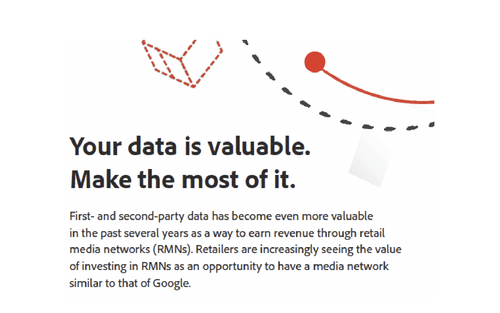 Your data is valuable.
Make the most of it.
First- and second-party data has become even more valuable
in the past several years as a way to earn revenue through retail
media networks (RMNs). Retailers are increasingly seeing the value
of investing in RMNs as an opportunity to have a media network
similar to that of Google.